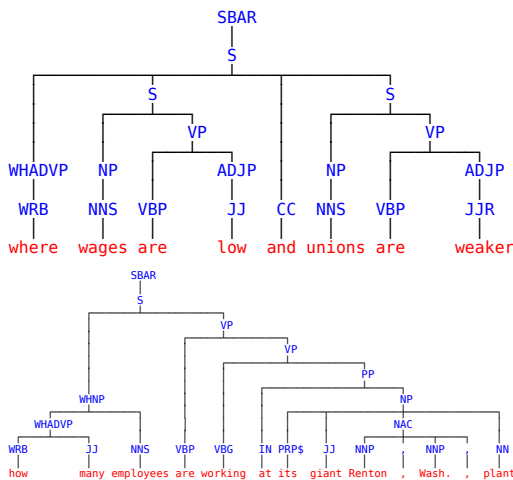 SBAR
S
S S
VP VP
WHADVP NP ADJP NP ADJP
WRB NNS VBP JJ CC NNS VBP JJR
where wages are low and unions are weaker
SBAR
S
VP
VP
PP
WHNP NP
WHADVP NAC
WRB JJ NNS VBP VBG IN PRP$ JJ NNP , NNP , NN
how many employees are working at its giant Renton , Wash. , plant